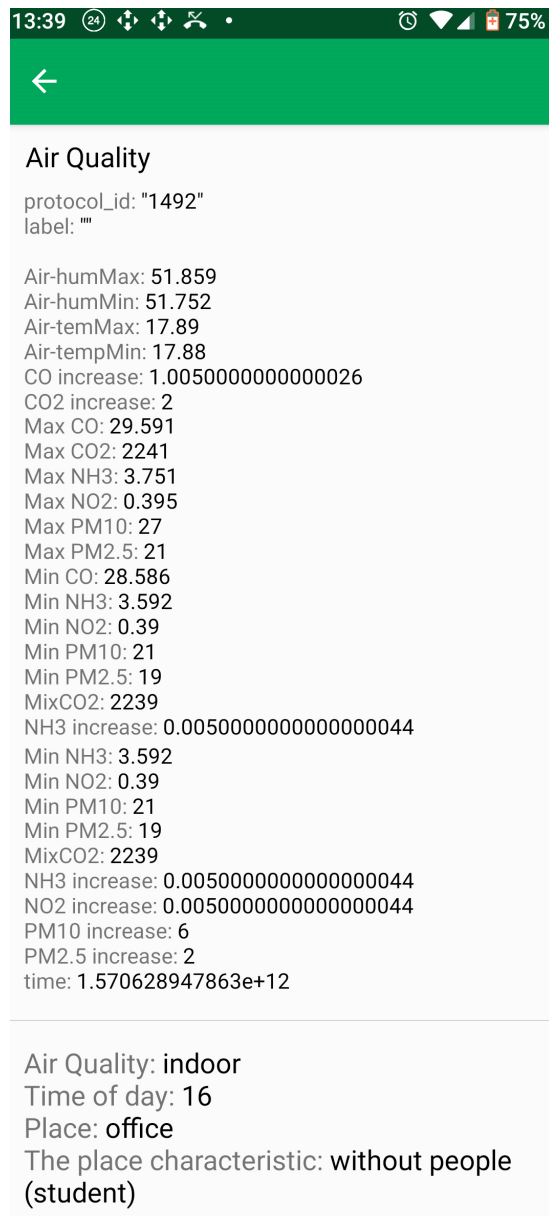 13:39 24 75%
Air Quality
protocol_id: "1492"
label: ""
Air-humMax: 51.859
Air-humMin: 51.752
Air-temMax: 17.89
Air-tempMin: 17.88
CO increase: 1.0050000000000026
CO2 increase: 2
Max CO: 29.591
Max CO2: 2241
Max NH3: 3.751
Max NO2: 0.395
Max PM10: 27
Max PM2.5: 21
Min CO: 28.586
Min NH3: 3.592
Min NO2: 0.39
Min PM10: 21
Min PM2.5: 19
MixCO2: 2239
NH3 increase: 0.0050000000000000044
Min NH3: 3.592
Min NO2: 0.39
Min PM10: 21
Min PM2.5: 19
MixCO2: 2239
NH3 increase: 0.0050000000000000044
NO2 increase: 0.0050000000000000044
PM10 increase: 6
PM2.5 increase: 2
time: 1.570628947863e+12
Air Quality: indoor
Time of day: 16
Place: office
The place characteristic: without people
(student)